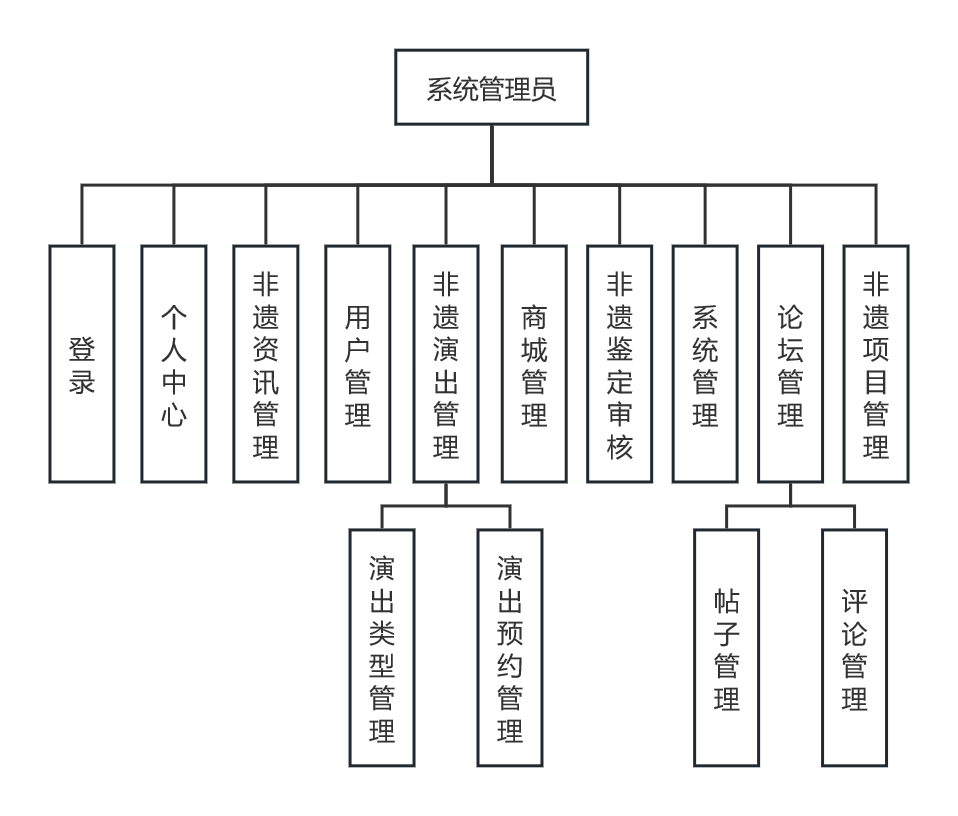 系统管理员
登录
个人中心
非遗资讯管理
用户管理
非遗演出管理
商城管理
非遗鉴定审核
系统管理
论坛管理
非遗项目管理
演出类型管理
演出预约管理
帖子管理
评论管理